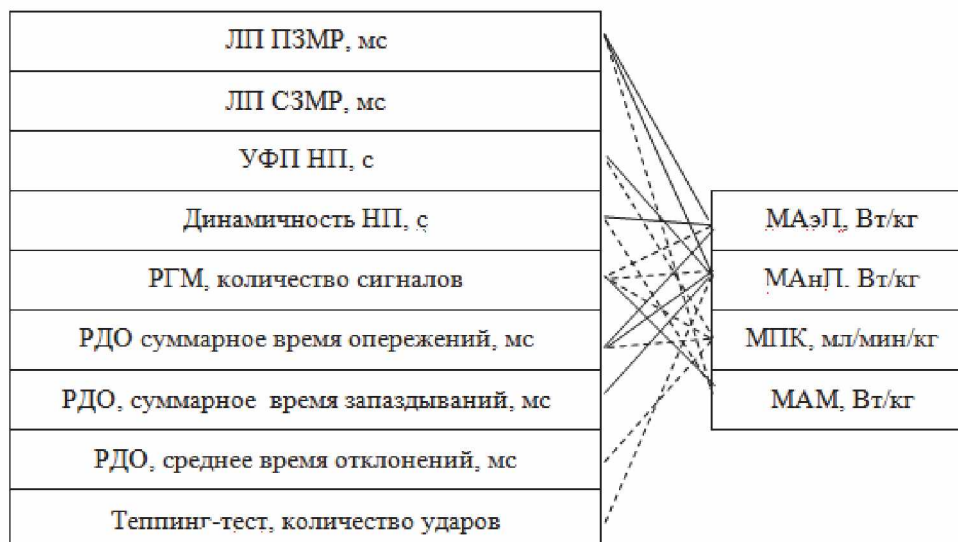 ЛП ПЗМР, мс
ЛП СЗМР, мс
УФП НП, с
Динамичность НП, с
РГМ, количество сигналов
РДО суммарное время опережений, мс
РДО, суммарное время запаздываний, мс
РДО, среднее время отклонений, мс
Теппинг-тест, количество ударов
МАэП, Вт/кг
МАнП. Вт/кг
МПК, мл/мин/кг
МАМ, Вт/кг